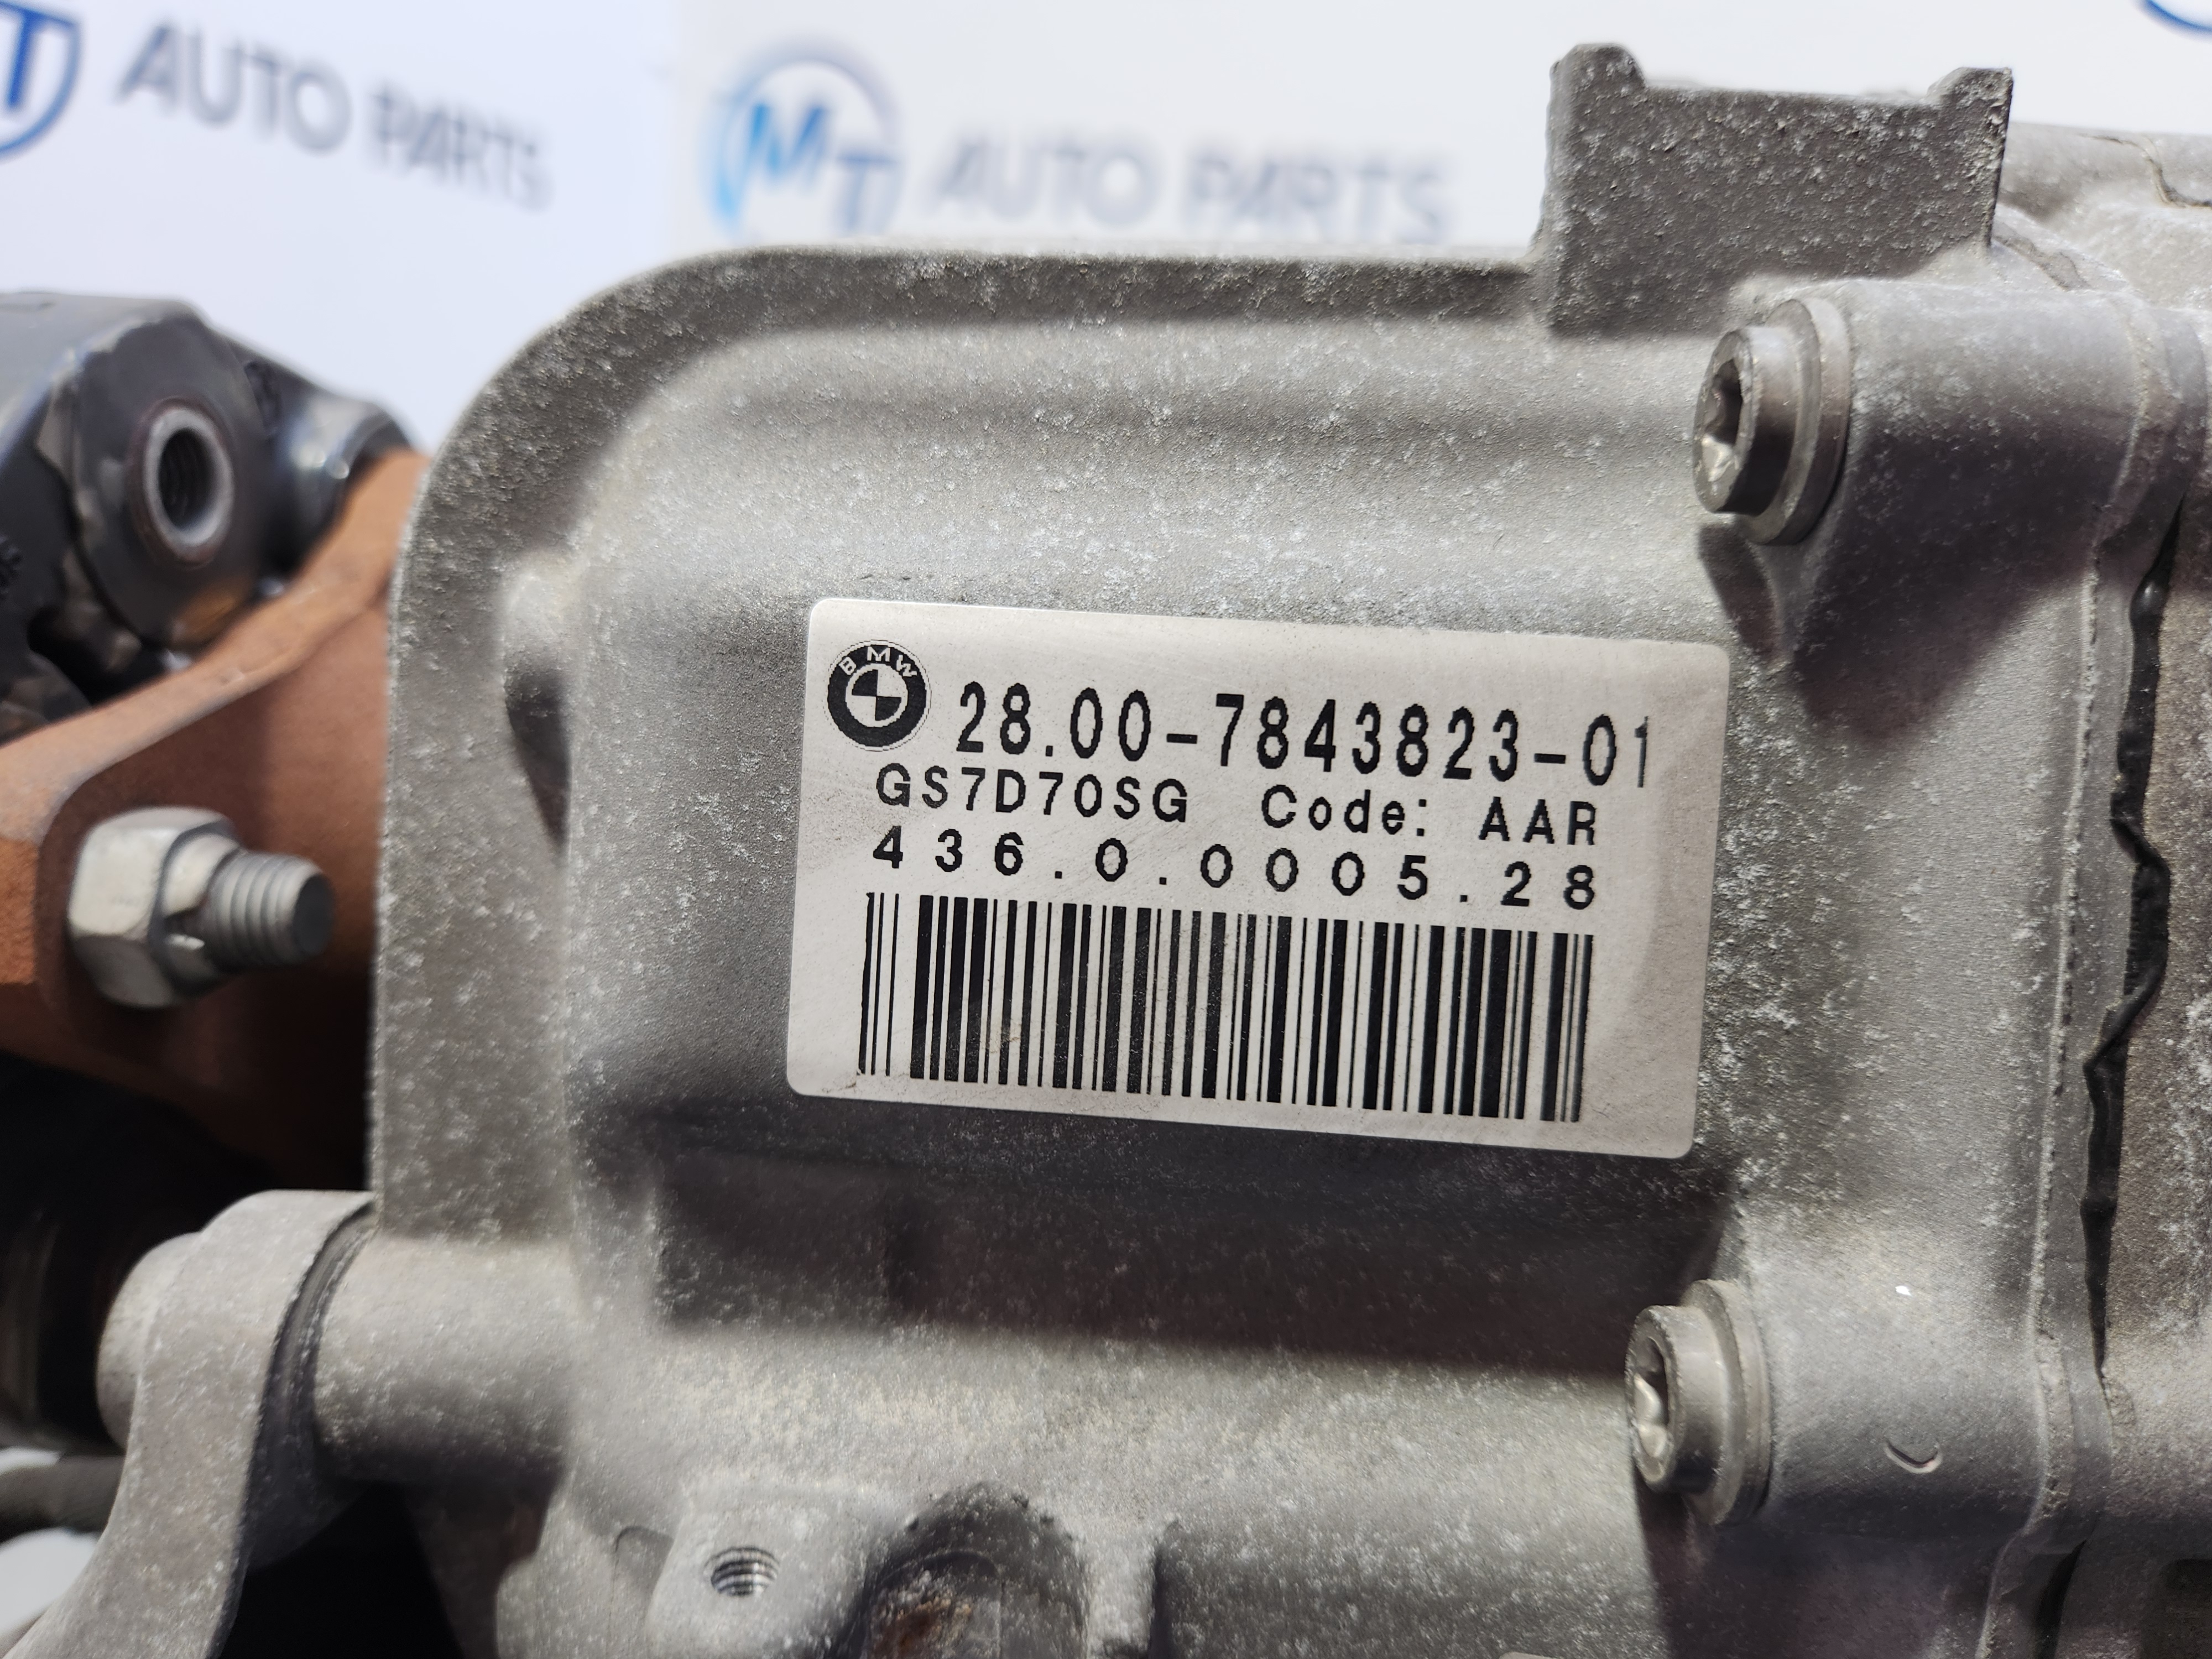 T AUTO PARTS
MT AUTO PARTS
BMW
28.00-7843823-01
GS7D70SG Code: AAR
436.0.0005.28